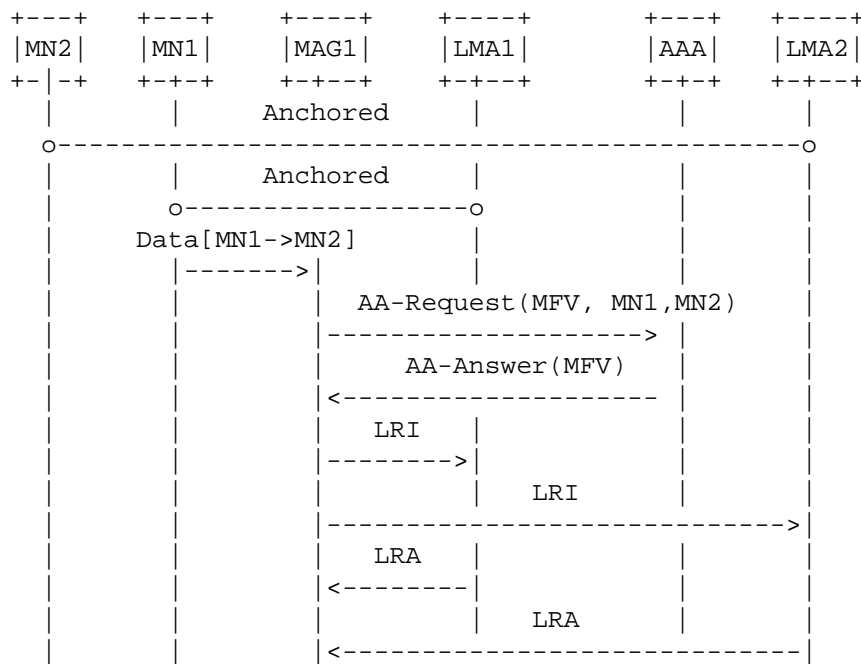 MN2 MN1 MAG1 LMA1 AAA LMA2
Anchored
Anchored
Data[MN1->MN2]
AA-Request(MFV, MN1,MN2)
AA-Answer(MFV)
LRI
LRI
LRA
LRA